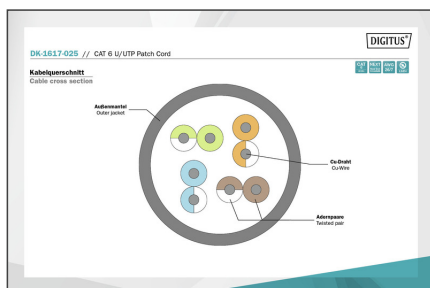 DIGITUS®
DK-1617-025 // CAT 6 U/UTP Patch Cord
Kabelquerschnitt
Cable cross section
Außenmantel
Outer jacket
Cu-Draht
Cu-Wire
Adernpaare
Twisted pair